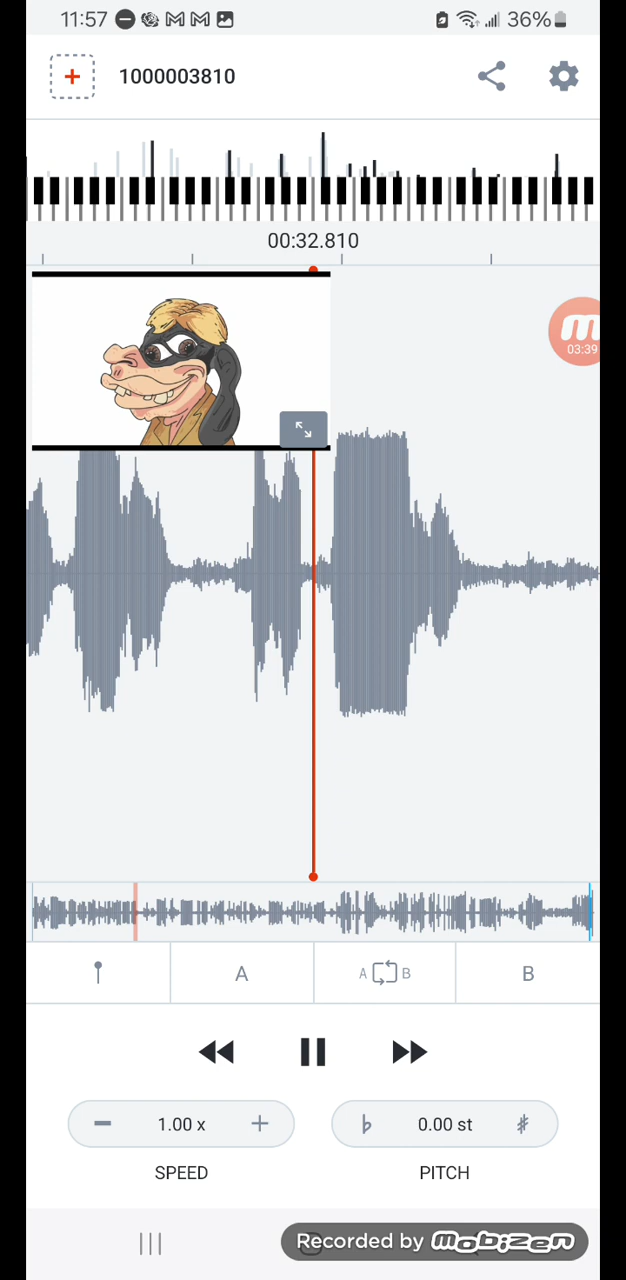 11:57
36%
1000003810
00:32.810
03:39
A
A B
B
1.00 x
0.00 st
SPEED
PITCH
Recorded by mobizen